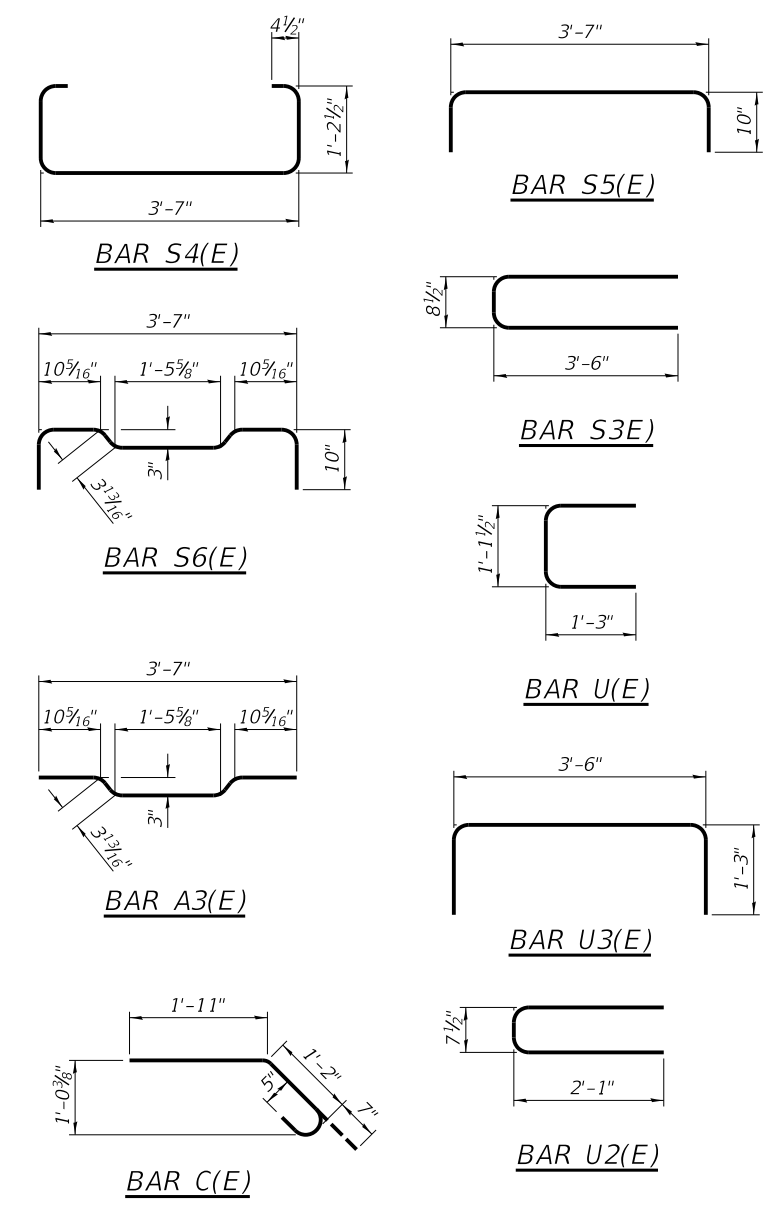 4½"
1'-2½"
3'-7"
BAR S4(E)
3'-7"
10"
BAR S5(E)
8½"
3'-6"
BAR S3E)
3'-7"
10⁵⁄₁₆" 1'-5⅝" 10⁵⁄₁₆"
3"
10"
3¹³⁄₁₆"
BAR S6(E)
1'-1½"
1'-3"
BAR U(E)
3'-7"
10⁵⁄₁₆" 1'-5⅝" 10⁵⁄₁₆"
3"
3¹³⁄₁₆"
BAR A3(E)
3'-6"
1'-3"
BAR U3(E)
1'-11"
1'-2"
5"
7"
1'-0⅜"
BAR C(E)
7½"
2'-1"
BAR U2(E)